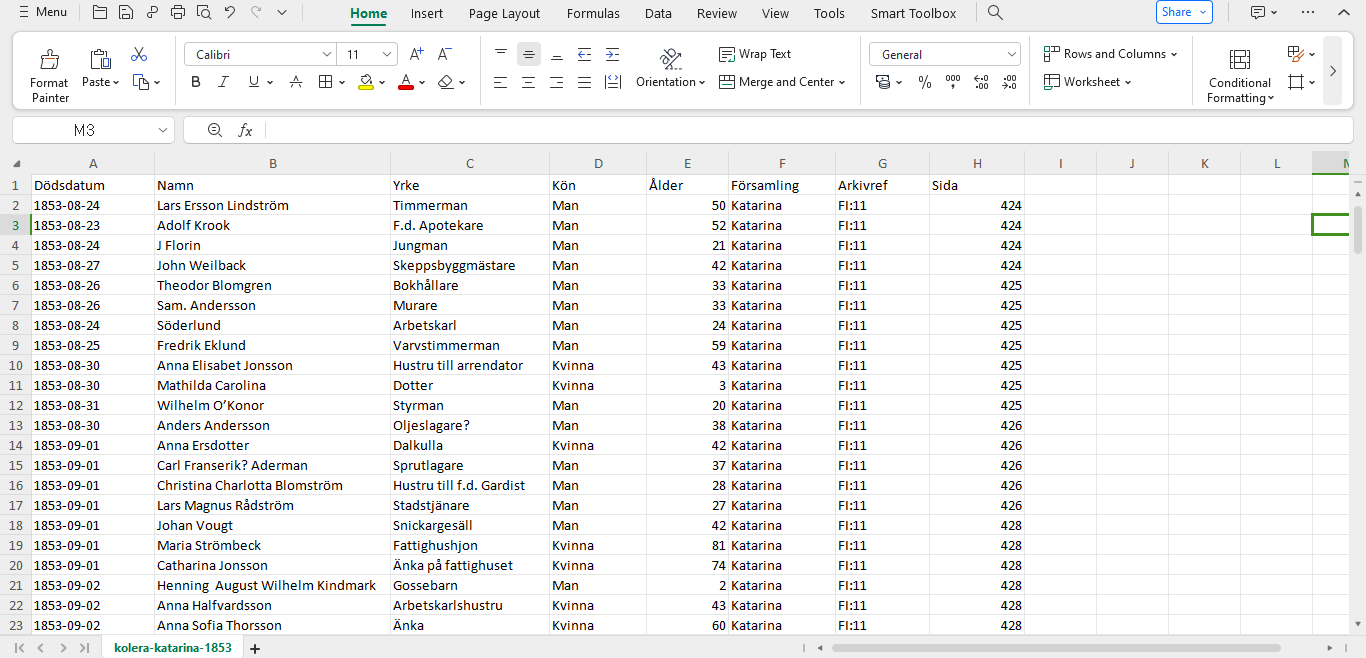 Menu Home Insert Page Layout Formulas Data Review View Tools Smart Toolbox Share
Format Painter
Paste
Calibri 11
General
Wrap Text
Merge and Center
Orientation
Rows and Columns
Worksheet
Conditional Formatting
M3 fx
A B C D E F G H I J K L
1 Dödsdatum Namn Yrke Kön Ålder Församling Arkivref Sida
2 1853-08-24 Lars Ersson Lindström Timmerman Man 50 Katarina FI:11 424
3 1853-08-23 Adolf Krook F.d. Apotekare Man 52 Katarina FI:11 424
4 1853-08-24 J Florin Jungman Man 21 Katarina FI:11 424
5 1853-08-27 John Weilback Skeppsbyggmästare Man 42 Katarina FI:11 424
6 1853-08-26 Theodor Blomgren Bokhållare Man 33 Katarina FI:11 425
7 1853-08-26 Sam. Andersson Murare Man 33 Katarina FI:11 425
8 1853-08-24 Söderlund Arbetskarl Man 24 Katarina FI:11 425
9 1853-08-25 Fredrik Eklund Varvstimmerman Man 59 Katarina FI:11 425
10 1853-08-30 Anna Elisabet Jonsson Hustru till arrendator Kvinna 43 Katarina FI:11 425
11 1853-08-30 Mathilda Carolina Dotter Kvinna 3 Katarina FI:11 425
12 1853-08-31 Wilhelm O’Konor Styrman Man 20 Katarina FI:11 425
13 1853-08-30 Anders Andersson Oljeslagare? Man 38 Katarina FI:11 426
14 1853-09-01 Anna Ersdotter Dalkulla Kvinna 42 Katarina FI:11 426
15 1853-09-01 Carl Franserik? Aderman Sprutlagare Man 37 Katarina FI:11 426
16 1853-09-01 Christina Charlotta Blomström Hustru till f.d. Gardist Man 28 Katarina FI:11 426
17 1853-09-01 Lars Magnus Rådström Stadstjänare Man 27 Katarina FI:11 426
18 1853-09-01 Johan Vougt Snickargesäll Man 42 Katarina FI:11 428
19 1853-09-01 Maria Strömbeck Fattighushjon Kvinna 81 Katarina FI:11 428
20 1853-09-01 Catharina Jonsson Änka på fattighuset Kvinna 74 Katarina FI:11 428
21 1853-09-02 Henning  August Wilhelm Kindmark Gossebarn Man 2 Katarina FI:11 428
22 1853-09-02 Anna Halfvardsson Arbetskarlshustru Kvinna 43 Katarina FI:11 428
23 1853-09-02 Anna Sofia Thorsson Änka Kvinna 60 Katarina FI:11 428
kolera-katarina-1853